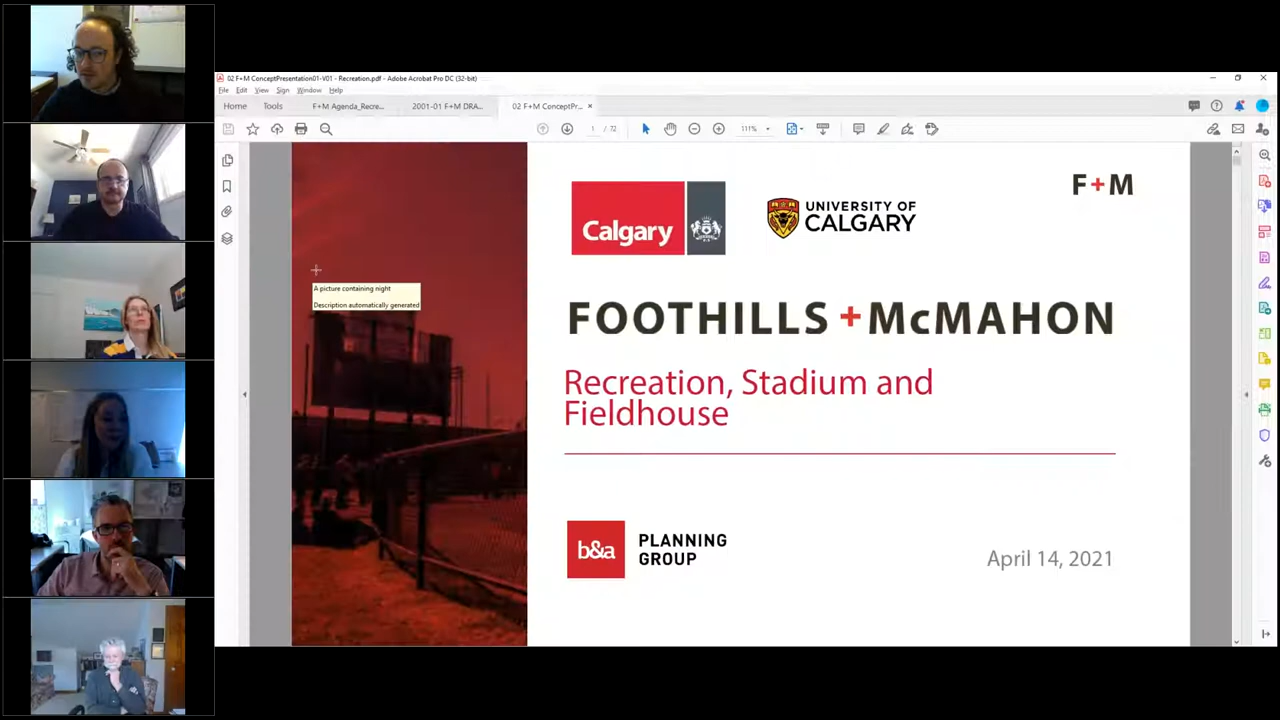 02 F+M ConceptPresentation01-V01 - Recreation.pdf - Adobe Acrobat Pro DC (32-bit)
File Edit View Sign Window Help
Home Tools F+M Agenda_Recre... 2001-01 F+M DRA... 02 F+M ConceptPr... ×
1 / 72 111%
F+M
Calgary
UNIVERSITY OF
CALGARY
A picture containing night
Description automatically generated
FOOTHILLS + McMAHON
Recreation, Stadium and
Fieldhouse
b&a
PLANNING
GROUP
April 14, 2021